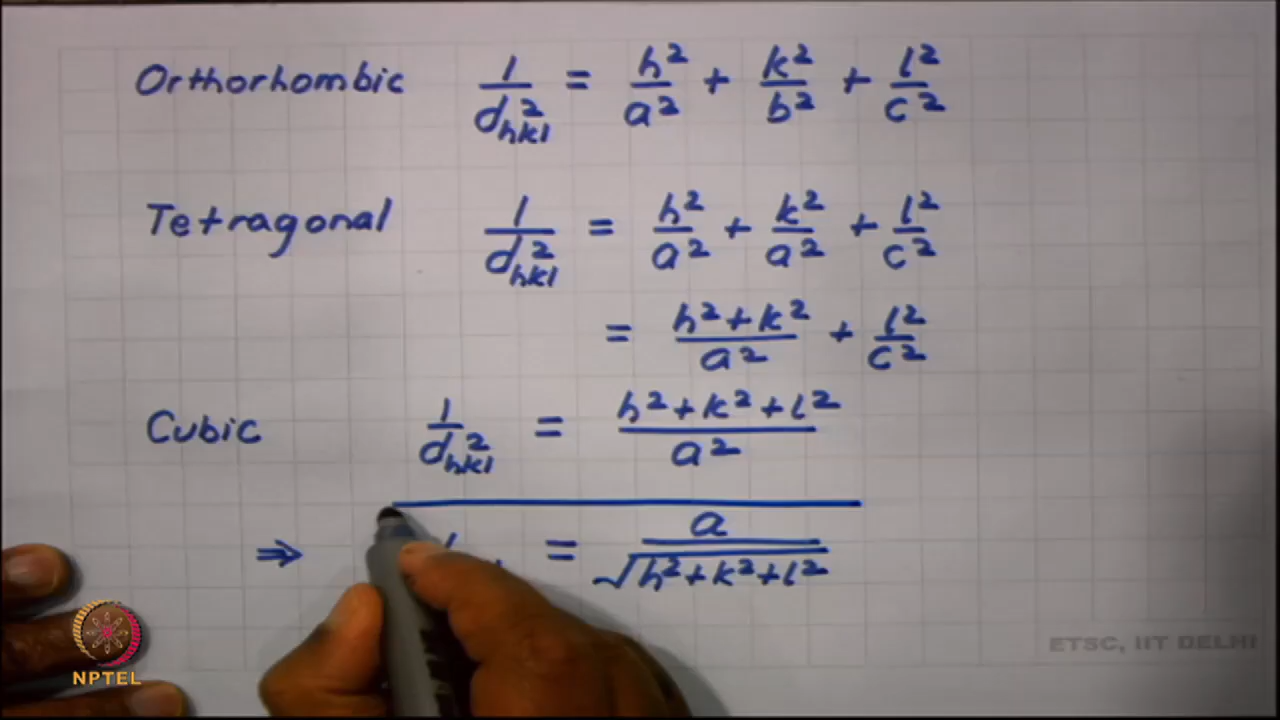 Orthorhombic 1/d²hkl = h²/a² + k²/b² + l²/c²
Tetragonal 1/d²hkl = h²/a² + k²/a² + l²/c²
= (h² + k²)/a² + l²/c²
Cubic 1/d²hkl = (h² + k² + l²)/a²
⇒ = a/√(h² + k² + l²)
ETSC, IIT DELHI
NPTEL